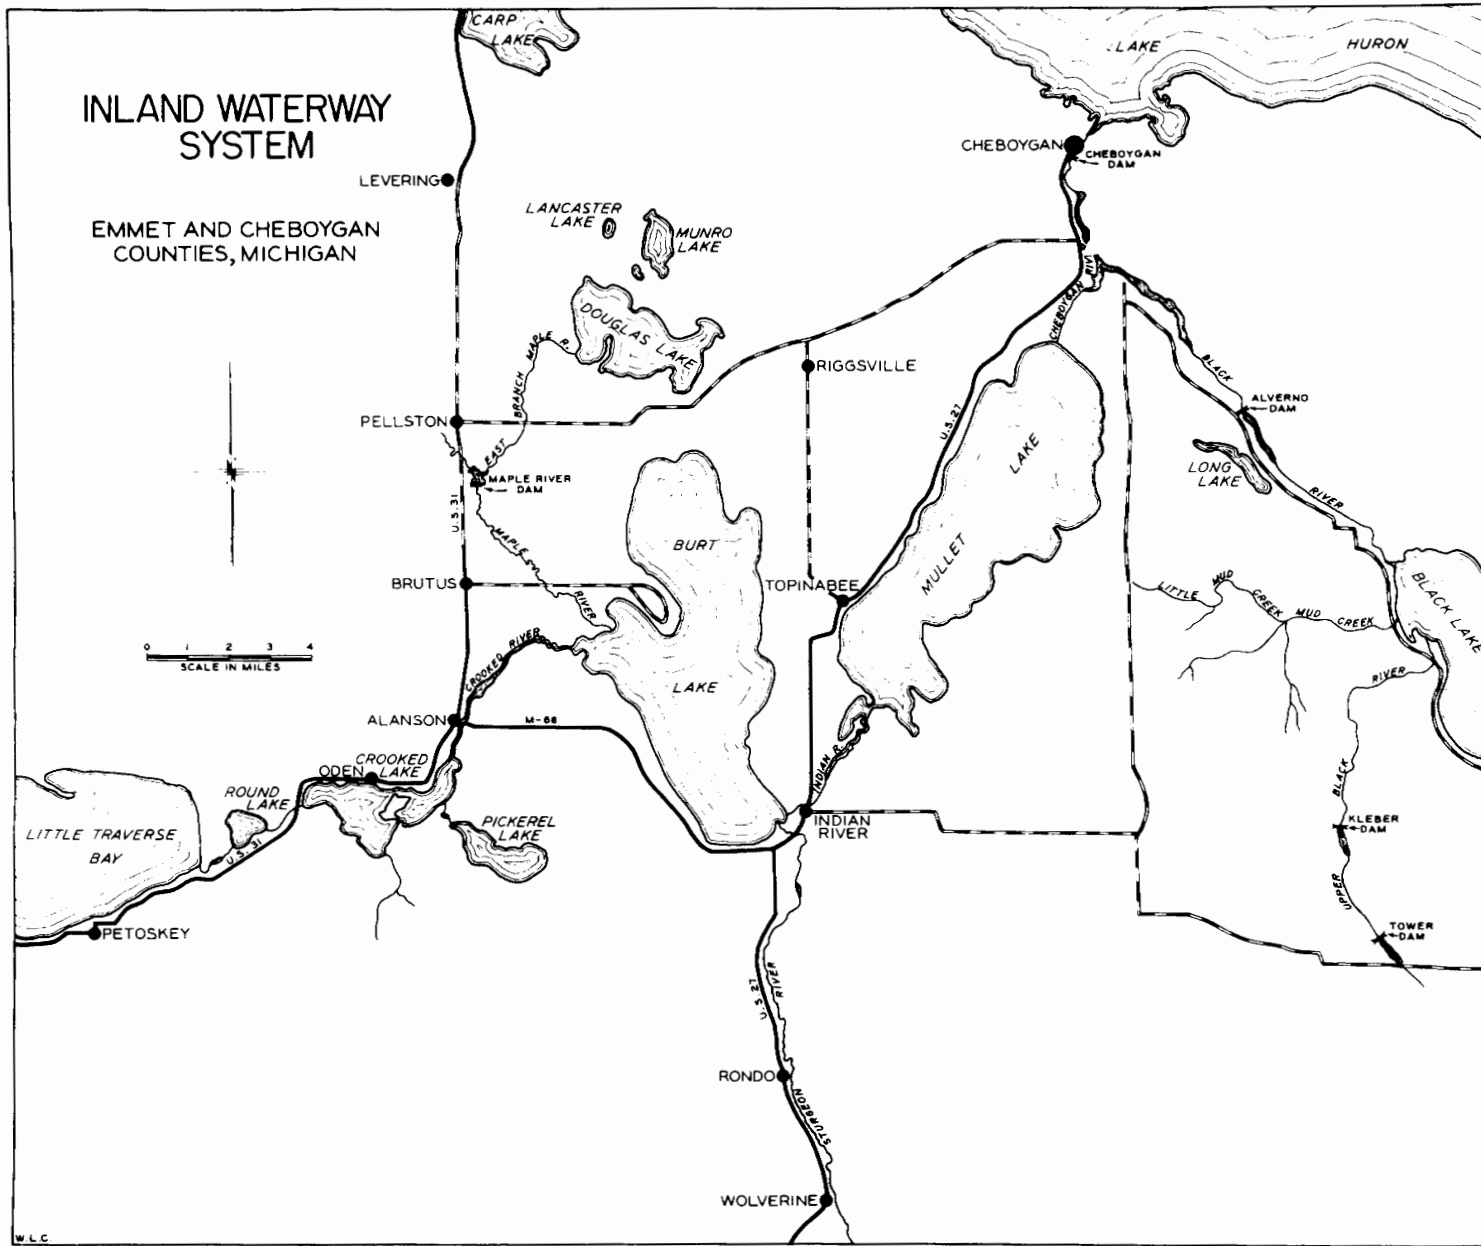 CARP
LAKE
LAKE HURON
INLAND WATERWAY
SYSTEM
EMMET AND CHEBOYGAN
COUNTIES, MICHIGAN
LEVERING
CHEBOYGAN
CHEBOYGAN
DAM
LANCASTER
LAKE
MUNRO
LAKE
DOUGLAS LAKE
CHEBOYGAN RIV.
EAST BRANCH MAPLE R.
RIGGSVILLE
PELLSTON
U.S. 27
BLACK
RIVER
ALVERNO
DAM
LONG
LAKE
MAPLE RIVER
DAM
U.S. 31
MAPLE
RIVER
BURT
LAKE
MULLET
LAKE
BRUTUS
TOPINABEE
LITTLE MUD
CREEK
MUD CREEK
BLACK LAKE
0 1 2 3 4
SCALE IN MILES
CROOKED RIVER
ALANSON
M-68
UPPER BLACK RIVER
INDIAN R.
ODEN
CROOKED
LAKE
ROUND
LAKE
LITTLE TRAVERSE
BAY
U.S. 31
PICKEREL
LAKE
INDIAN
RIVER
KLEBER
DAM
PETOSKEY
TOWER
DAM
U.S. 27
STURGEON RIVER
RONDO
WOLVERINE
W.L.C.